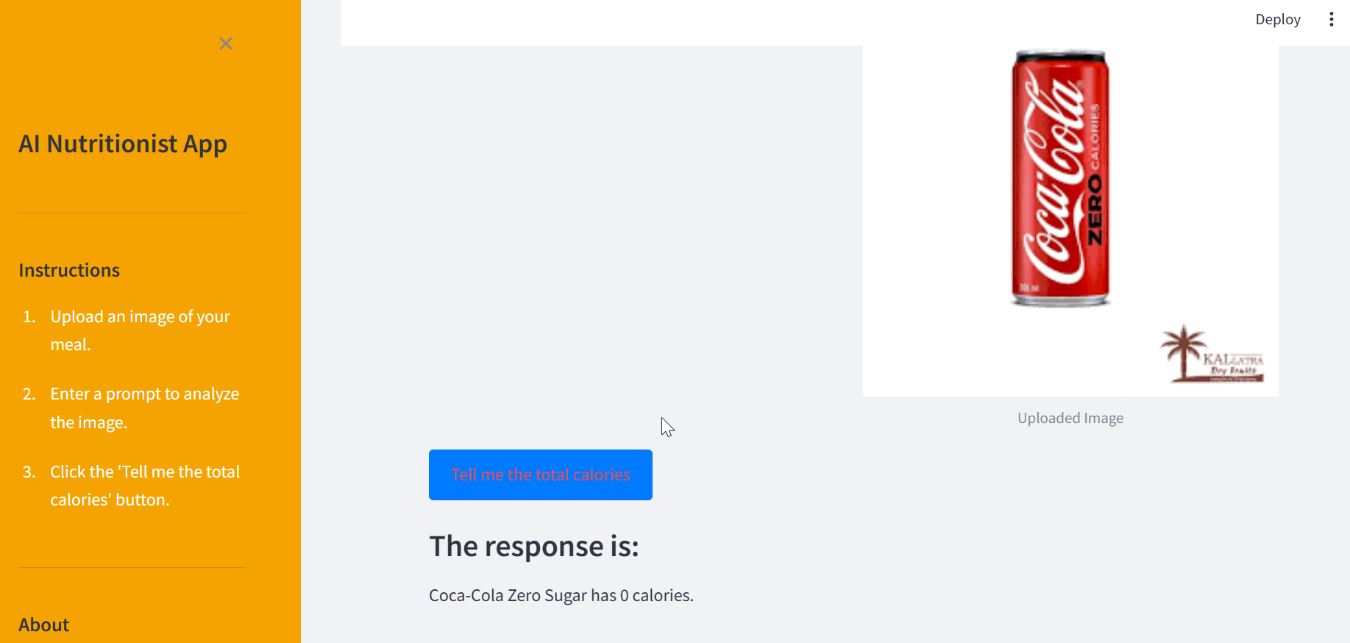 Deploy
AI Nutritionist App
Instructions
1. Upload an image of your
meal.
2. Enter a prompt to analyze
the image.
3. Click the 'Tell me the total
calories' button.
About
Coca-Cola
ZERO CALORIES
Dry Fruits
Uploaded Image
Tell me the total calories
The response is:
Coca-Cola Zero Sugar has 0 calories.